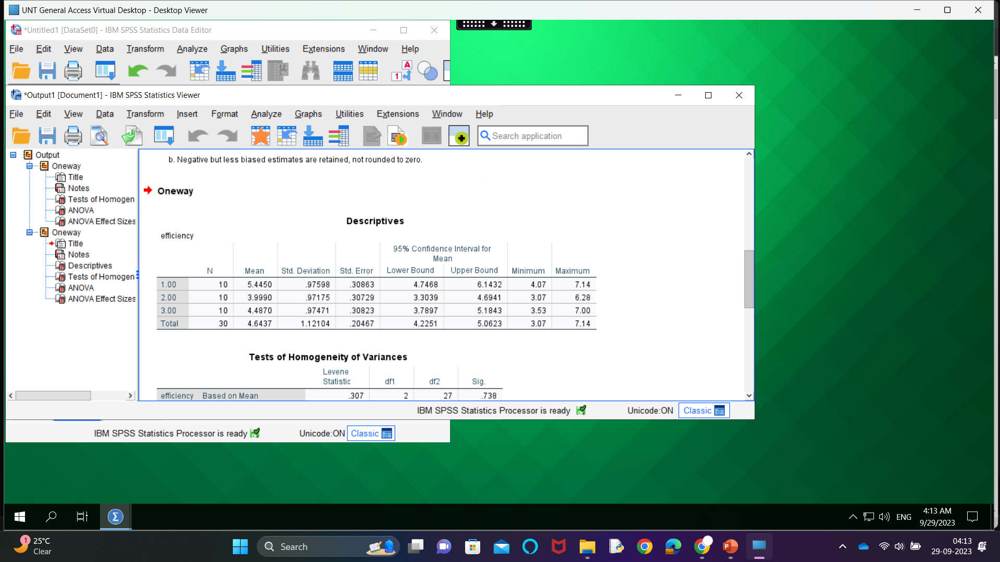 UNT General Access Virtual Desktop - Desktop Viewer
*Untitled1 [DataSet0] - IBM SPSS Statistics Data Editor
File Edit View Data Transform Analyze Graphs Utilities Extensions Window Help
*Output1 [Document1] - IBM SPSS Statistics Viewer
File Edit View Data Transform Insert Format Analyze Graphs Utilities Extensions Window Help
Search application
Output
Oneway
Title
Notes
Tests of Homogen
ANOVA
ANOVA Effect Sizes
Oneway
Title
Notes
Descriptives
Tests of Homogen
ANOVA
ANOVA Effect Sizes
b. Negative but less biased estimates are retained, not rounded to zero.
Oneway
Descriptives
efficiency
95% Confidence Interval for
Mean
N Mean Std. Deviation Std. Error Lower Bound Upper Bound Minimum Maximum
1.00 10 5.4450 .97598 .30863 4.7468 6.1432 4.07 7.14
2.00 10 3.9990 .97175 .30729 3.3039 4.6941 3.07 6.28
3.00 10 4.4870 .97471 .30823 3.7897 5.1843 3.53 7.00
Total 30 4.6437 1.12104 .20467 4.2251 5.0623 3.07 7.14
Tests of Homogeneity of Variances
Levene
Statistic df1 df2 Sig.
efficiency Based on Mean .307 2 27 .738
IBM SPSS Statistics Processor is ready Unicode:ON Classic
IBM SPSS Statistics Processor is ready Unicode:ON Classic
ENG
4:13 AM
9/29/2023
1
25°C
Clear
Search
04:13
29-09-2023